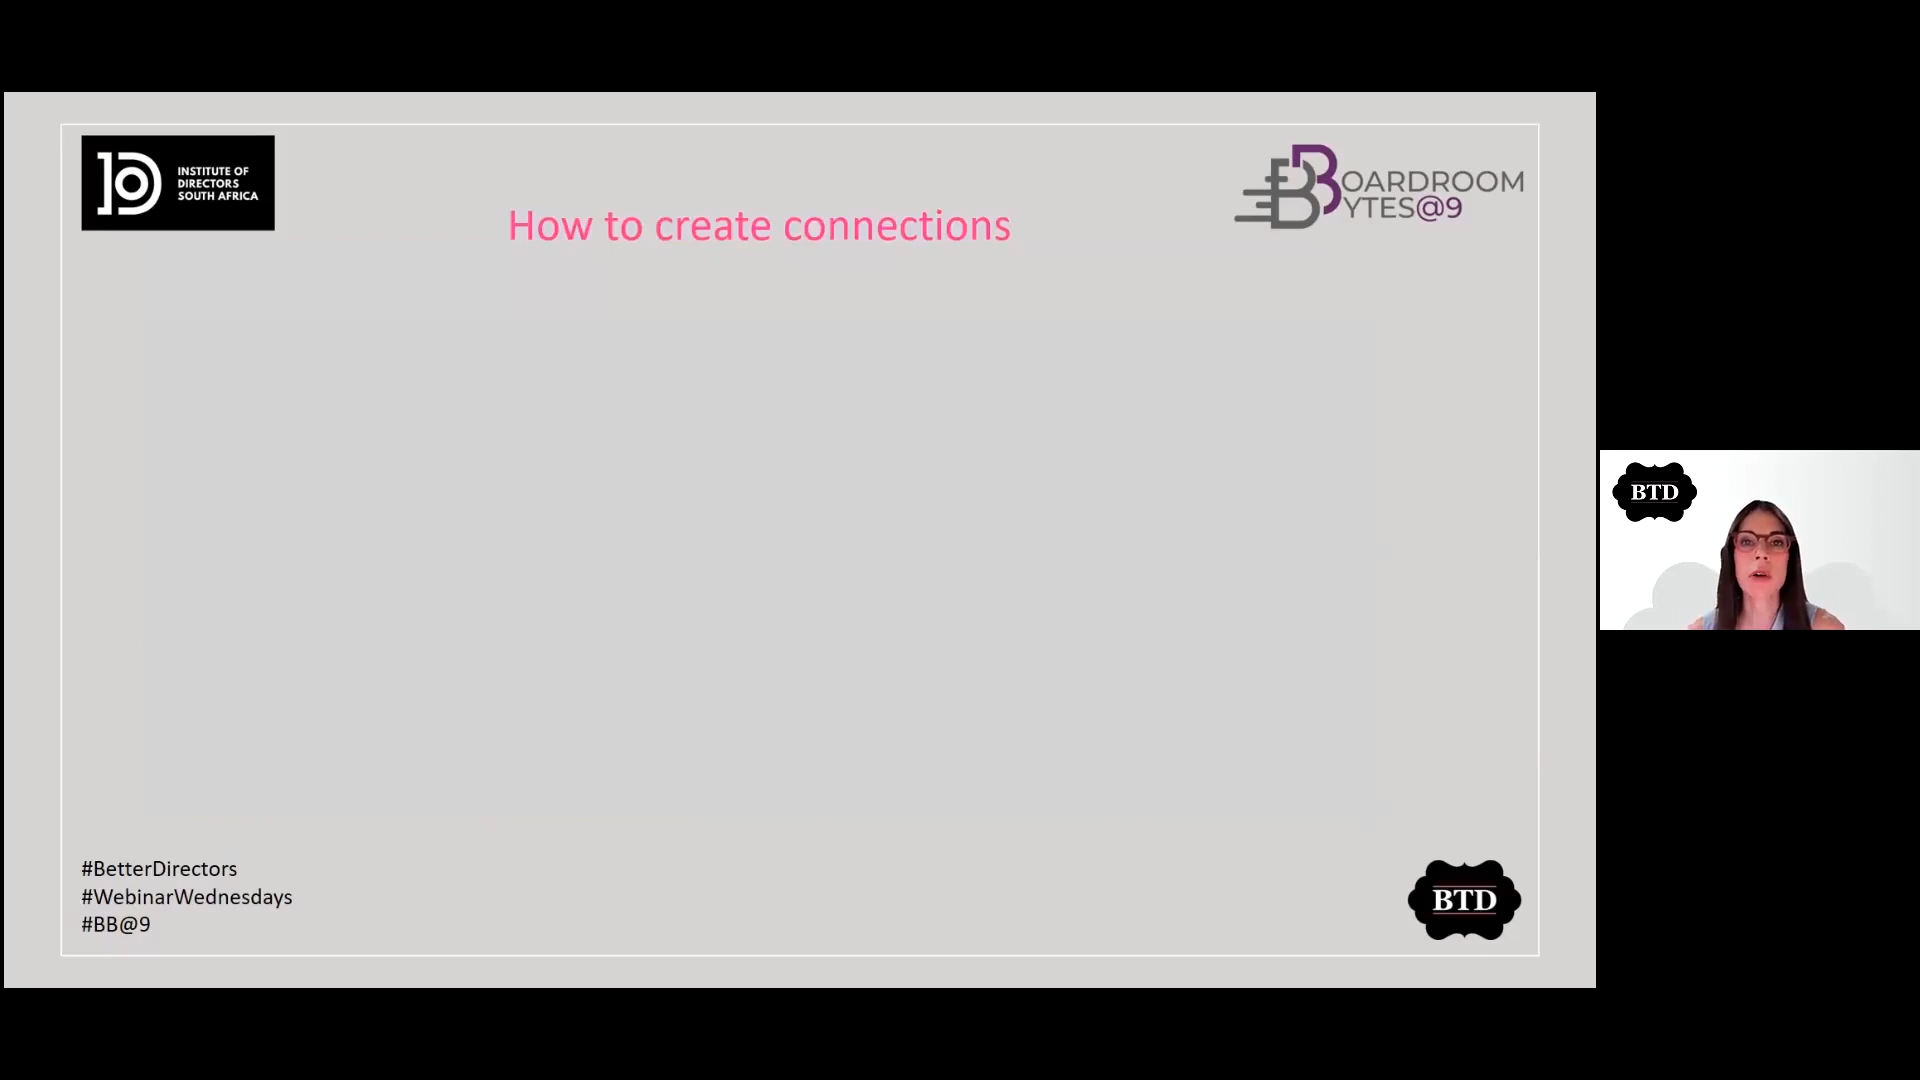 INSTITUTE OF
DIRECTORS
SOUTH AFRICA
BOARDROOM
BYTES@9
How to create connections
BTD
#BetterDirectors
#WebinarWednesdays
#BB@9
BTD